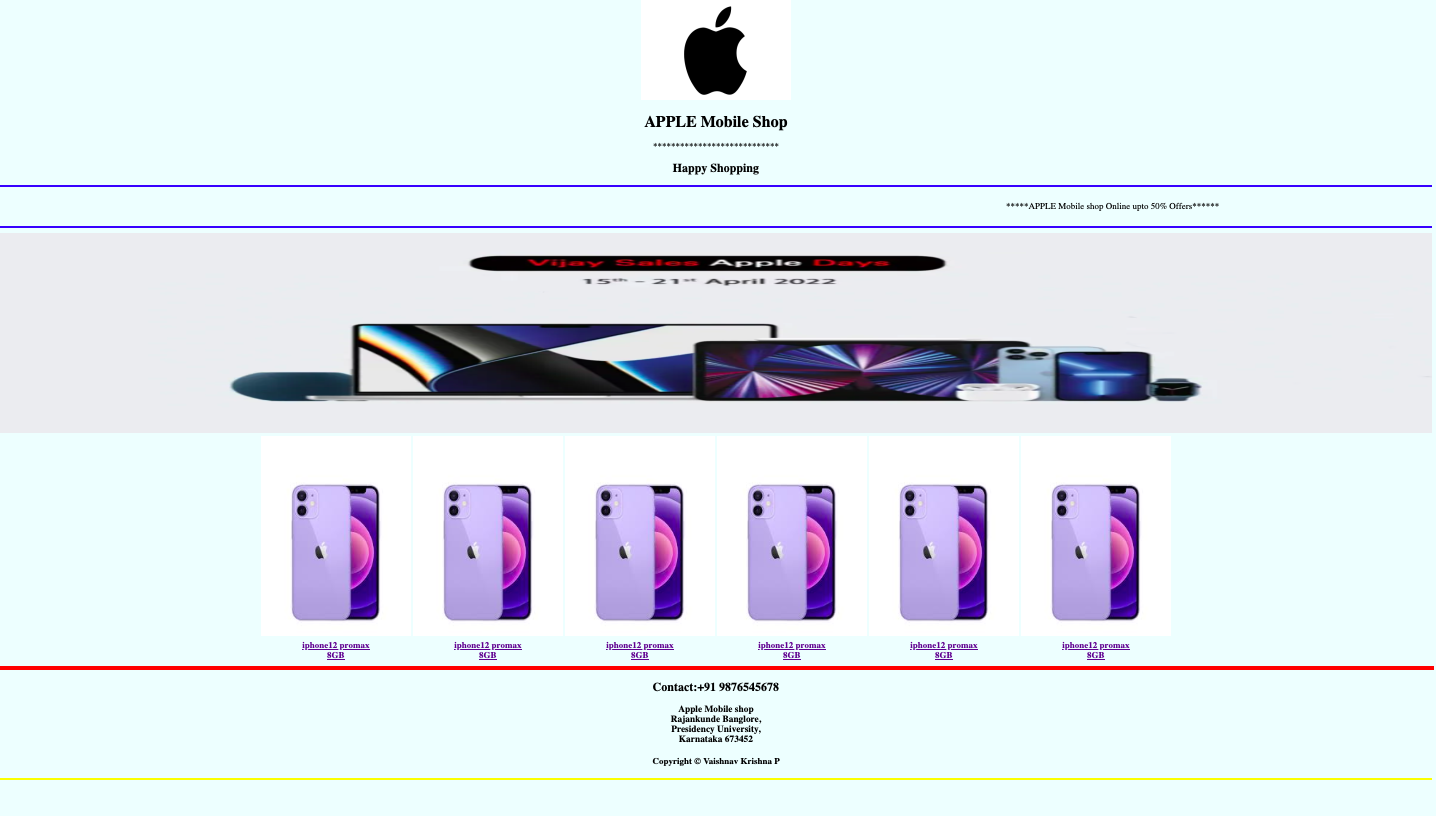 APPLE Mobile Shop
****************************
Happy Shopping
*****APPLE Mobile shop Online upto 50% Offers******
Vijay Sales Apple Days
15th - 21st April 2022
iphone12 promax
8GB
iphone12 promax
8GB
iphone12 promax
8GB
iphone12 promax
8GB
iphone12 promax
8GB
iphone12 promax
8GB
Contact:+91 9876545678
Apple Mobile shop
Rajankunde Banglore,
Presidency University,
Karnataka 673452
Copyright © Vaishnav Krishna P